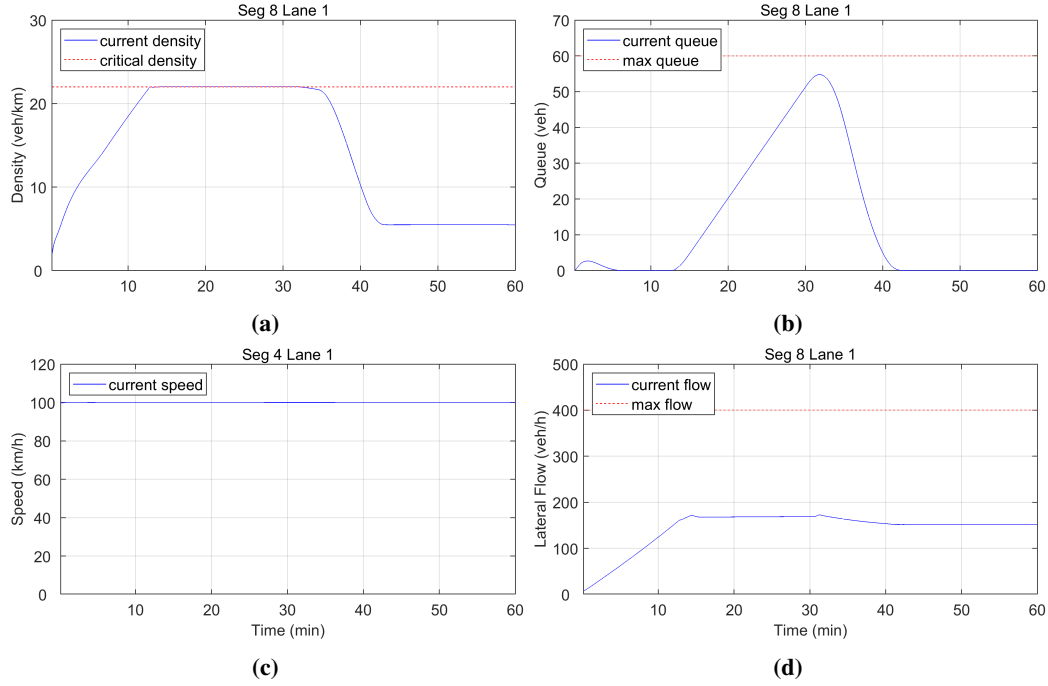 Seg 8 Lane 1
30
20
10
0
Density (veh/km)
current density
critical density
10 20 30 40 50 60
(a)
Seg 8 Lane 1
70
60
50
40
30
20
10
0
Queue (veh)
current queue
max queue
10 20 30 40 50 60
(b)
Seg 4 Lane 1
120
100
80
60
40
20
0
Speed (km/h)
current speed
10 20 30 40 50 60
Time (min)
(c)
Seg 8 Lane 1
500
400
300
200
100
0
Lateral Flow (veh/h)
current flow
max flow
10 20 30 40 50 60
Time (min)
(d)